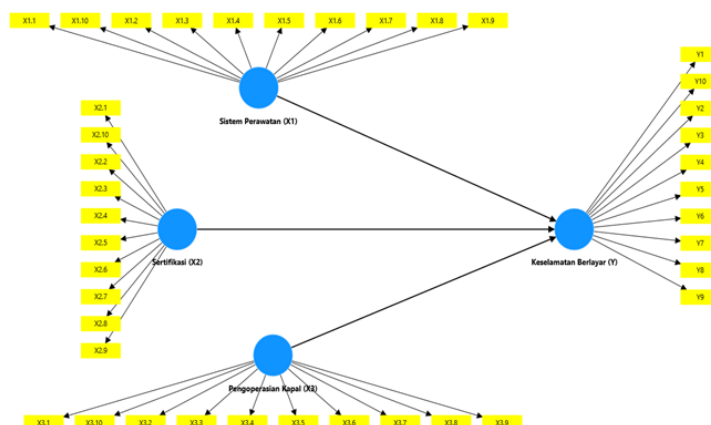 X1.1 X1.10 X1.2 X1.3 X1.4 X1.5 X1.6 X1.7 X1.8 X1.9
Sistem Perawatan (X1)
X2.1
X2.10
X2.2
X2.3
X2.4
X2.5
X2.6
X2.7
X2.8
X2.9
Sertifikasi (X2)
Y1
Y10
Y2
Y3
Y4
Y5
Y6
Y7
Y8
Y9
Keselamatan Berlayar (Y)
Pengoperasian Kapal (X3)
X3.1 X3.10 X3.2 X3.3 X3.4 X3.5 X3.6 X3.7 X3.8 X3.9